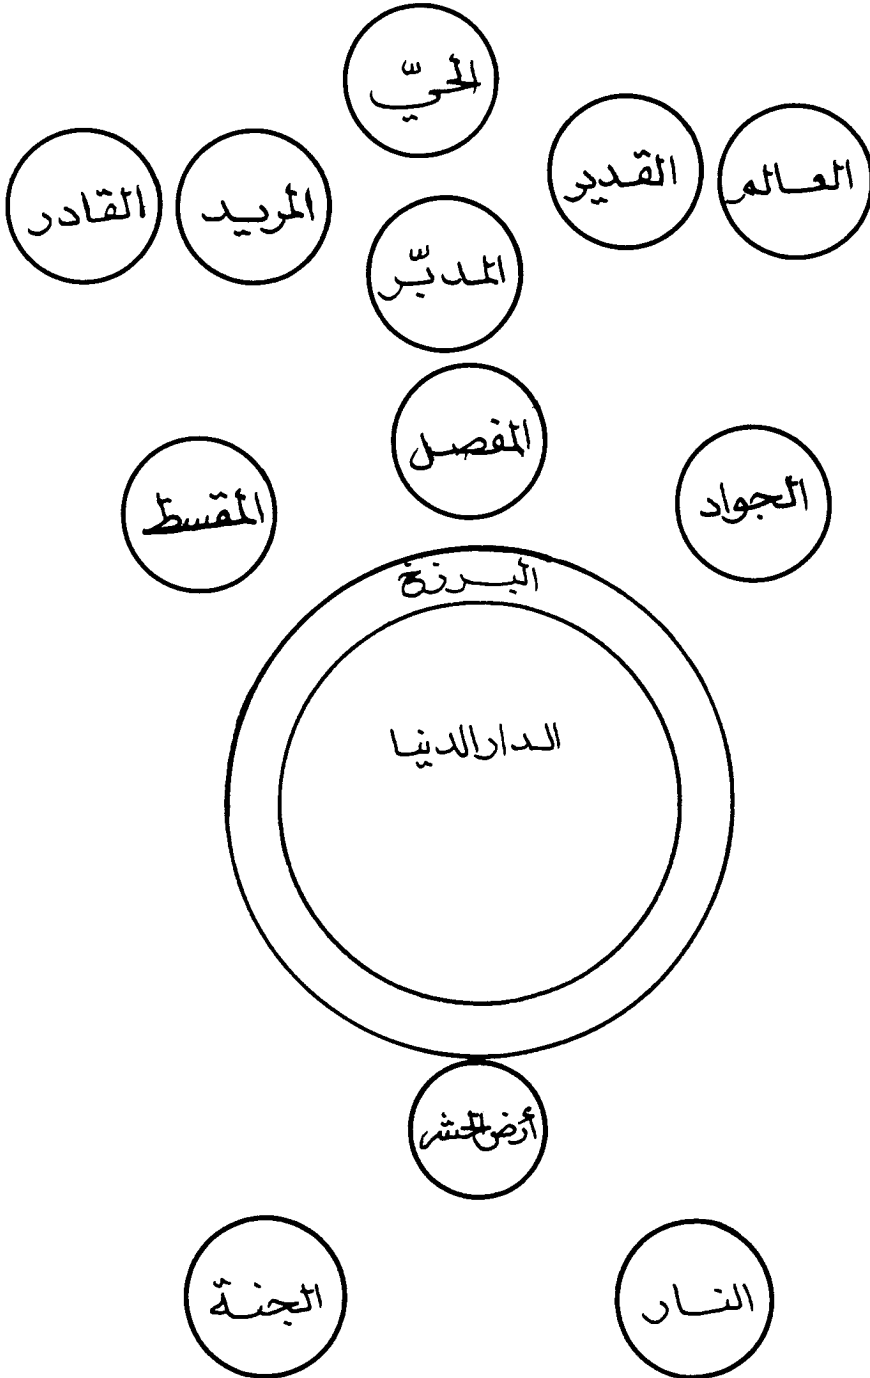 الحيّ
العالم
القدير
المريد
القادر
المدبّر
المفصل
الجواد
المقسط
البرزخ
الدار الدنيا
أرض الحشر
النار
الجنة